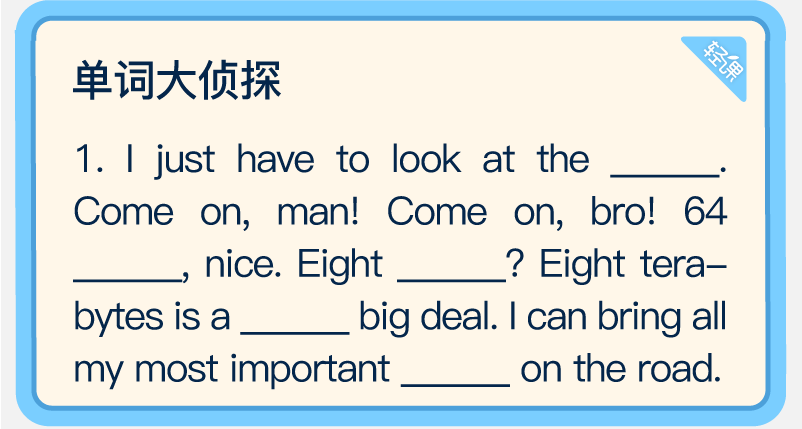 轻课
单词大侦探
1. I just have to look at the ______.
Come on, man! Come on, bro! 64
______, nice. Eight ______? Eight tera-
bytes is a ______ big deal. I can bring all
my most important ______ on the road.